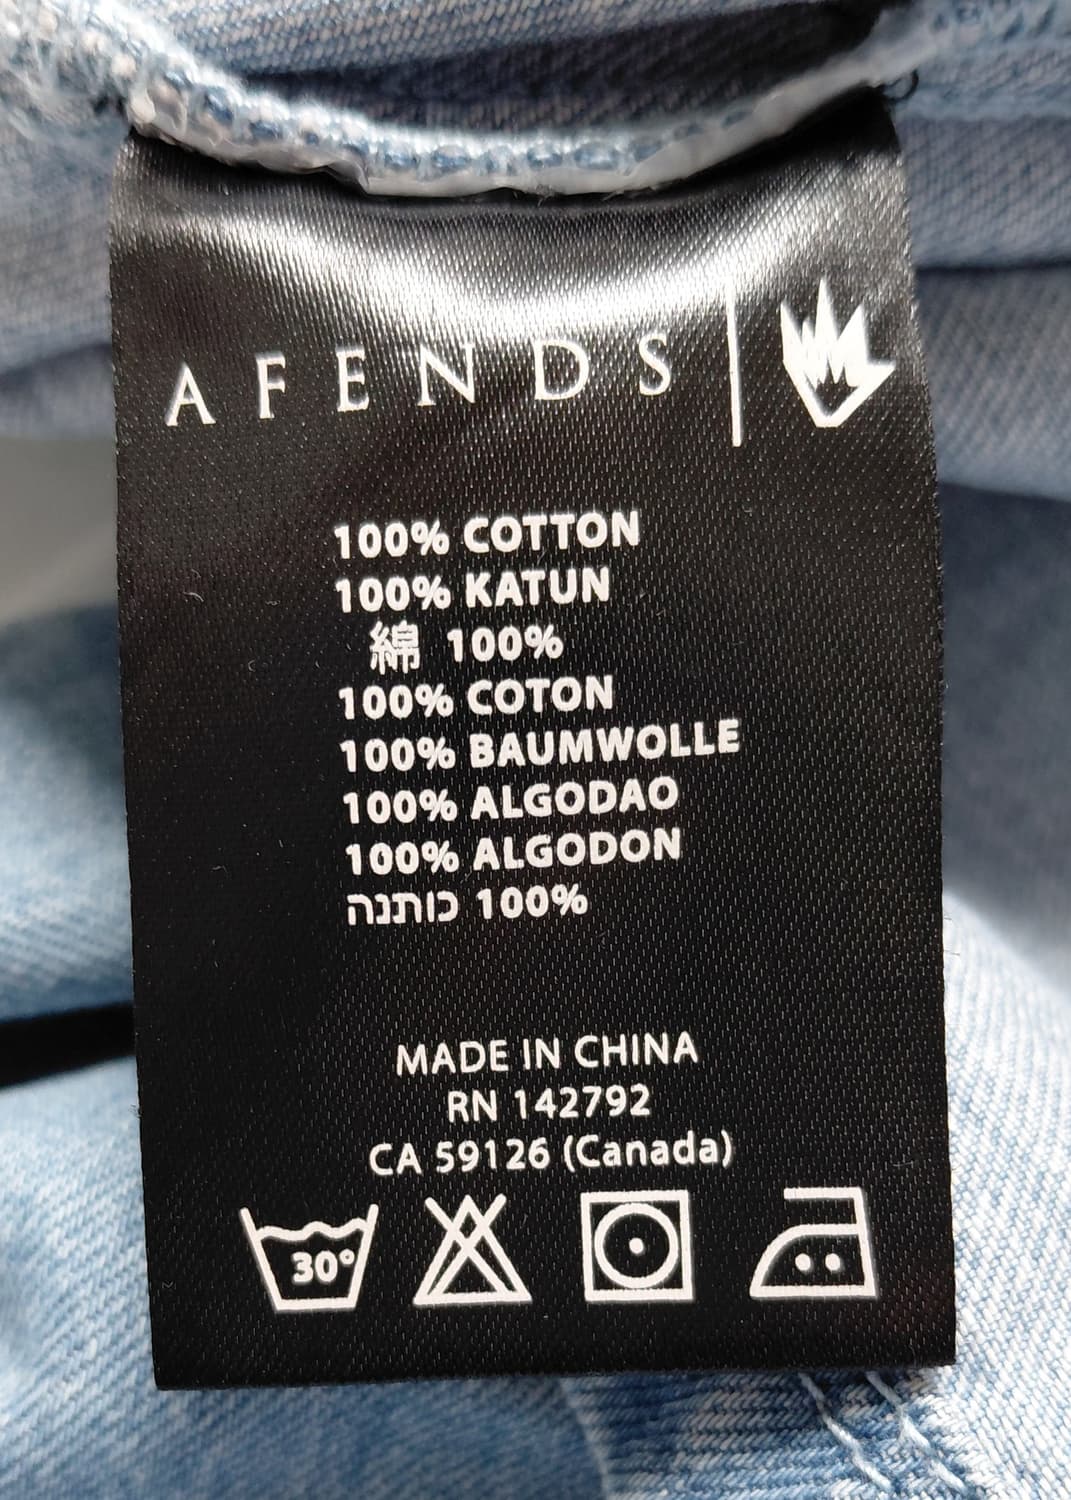 AFENDS
100% COTTON
100% KATUN
綿 100%
100% COTON
100% BAUMWOLLE
100% ALGODAO
100% ALGODON
100% כותנה
MADE IN CHINA
RN 142792
CA 59126 (Canada)
30°